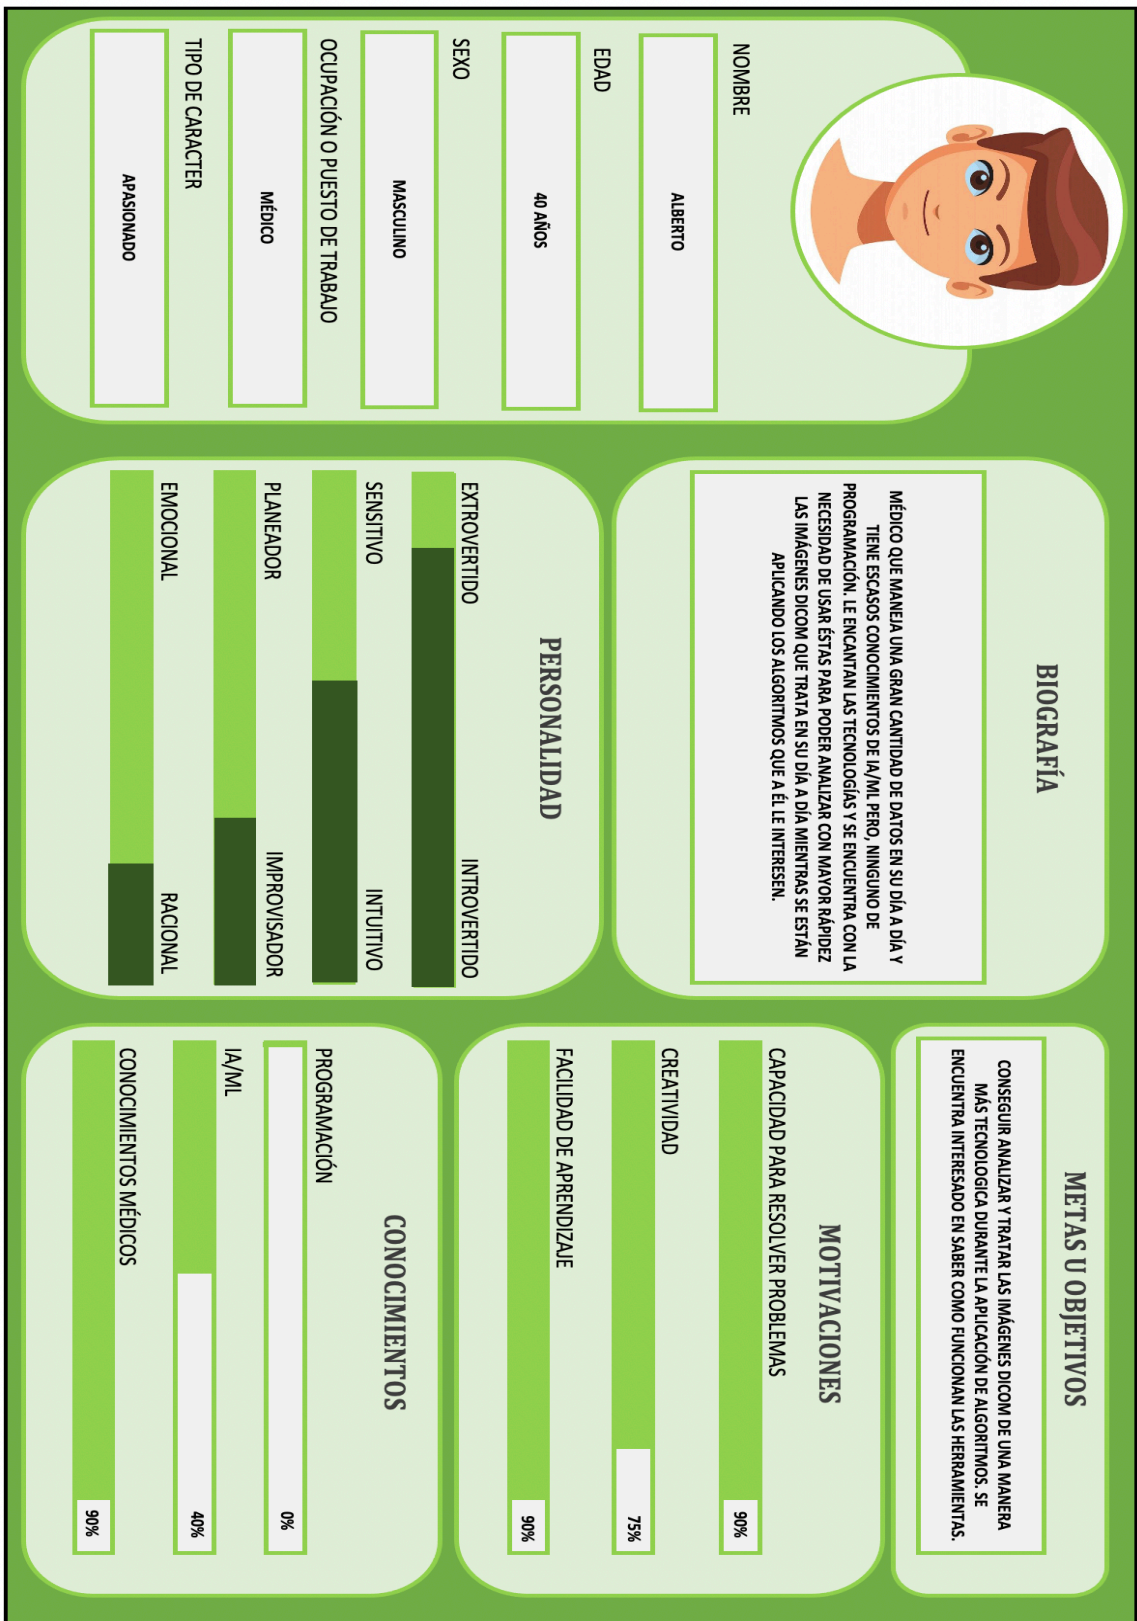 NOMBRE
ALBERTO
EDAD
40 AÑOS
SEXO
MASCULINO
OCUPACIÓN O PUESTO DE TRABAJO
MÉDICO
TIPO DE CARACTER
APASIONADO
BIOGRAFÍA
MÉDICO QUE MANEJA UNA GRAN CANTIDAD DE DATOS EN SU DÍA A DÍA Y
TIENE ESCASOS CONOCIMIENTOS DE IA/ML PERO, NINGUNO DE
PROGRAMACIÓN. LE ENCANTAN LAS TECNOLOGÍAS Y SE ENCUENTRA CON LA
NECESIDAD DE USAR ÉSTAS PARA PODER ANALIZAR CON MAYOR RÁPIDEZ
LAS IMÁGENES DICOM QUE TRATA EN SU DÍA A DÍA MIENTRAS SE ESTÁN
APLICANDO LOS ALGORITMOS QUE A ÉL LE INTERESEN.
PERSONALIDAD
EXTROVERTIDO INTROVERTIDO
SENSITIVO INTUITIVO
PLANEADOR IMPROVISADOR
EMOCIONAL RACIONAL
METAS U OBJETIVOS
CONSEGUIR ANALIZAR Y TRATAR LAS IMÁGENES DICOM DE UNA MANERA
MÁS TECNOLOGICA DURANTE LA APLICACIÓN DE ALGORITMOS. SE
ENCUENTRA INTERESADO EN SABER COMO FUNCIONAN LAS HERRAMIENTAS.
MOTIVACIONES
CAPACIDAD PARA RESOLVER PROBLEMAS
90%
CREATIVIDAD
75%
FACILIDAD DE APRENDIZAJE
90%
CONOCIMIENTOS
PROGRAMACIÓN
0%
IA/ML
40%
CONOCIMIENTOS MÉDICOS
90%